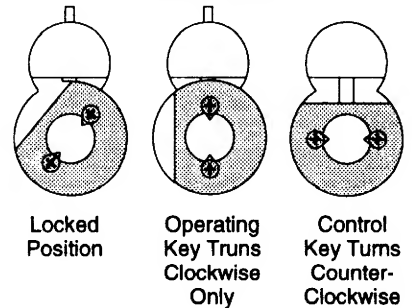 Locked
Position
Operating
Key Truns
Clockwise
Only
Control
Key Turns
Counter-
Clockwise